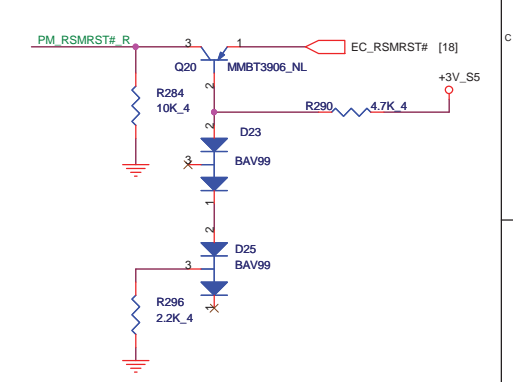 C
PM_RSMRST#_R
3
1
EC_RSMRST# [18]
Q20
MMBT3906_NL
+3V_S5
2
R284
10K_4
R290
4.7K_4
2
D23
3
BAV99
1
2
D25
3
BAV99
R296
2.2K_4
1